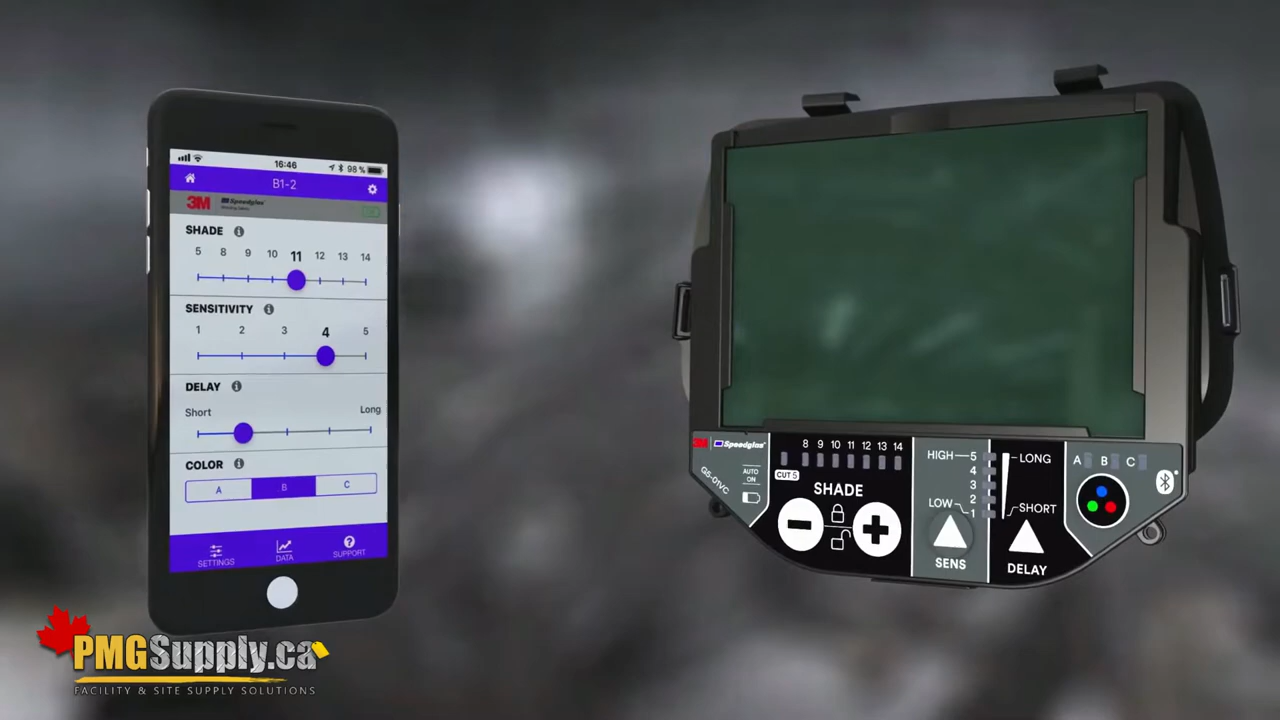 16:46
98 %
B1-2
3M Speedglas
SHADE
5 8 9 10 11 12 13 14
SENSITIVITY
1 2 3 4 5
DELAY
Short Long
COLOR
A B C
SETTINGS DATA SUPPORT
3M Speedglas
G5-01VC
AUTO
ON
8 9 10 11 12 13 14
CUT 5
SHADE
HIGH 5
4
3
2
LOW 1
SENS
LONG
SHORT
DELAY
A B C
PMGSupply.ca
FACILITY & SITE SUPPLY SOLUTIONS